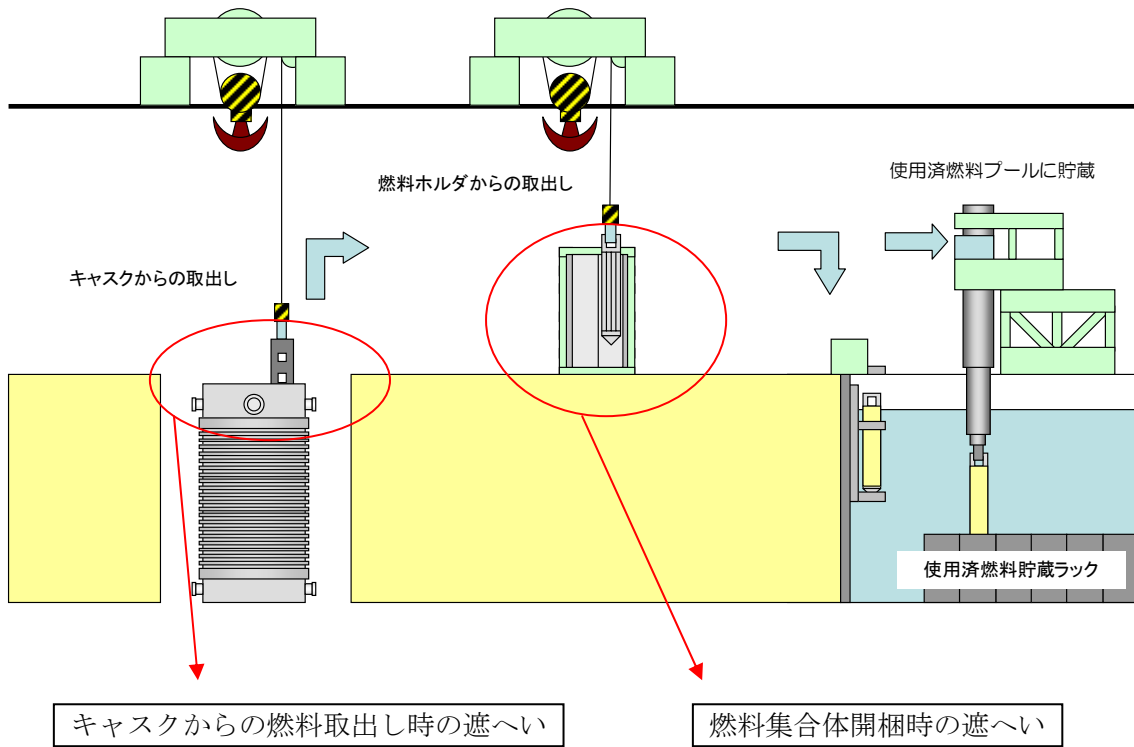 燃料ホルダからの取出し
使用済燃料プールに貯蔵
キャスクからの取出し
使用済燃料貯蔵ラック
キャスクからの燃料取出し時の遮へい
燃料集合体開梱時の遮へい